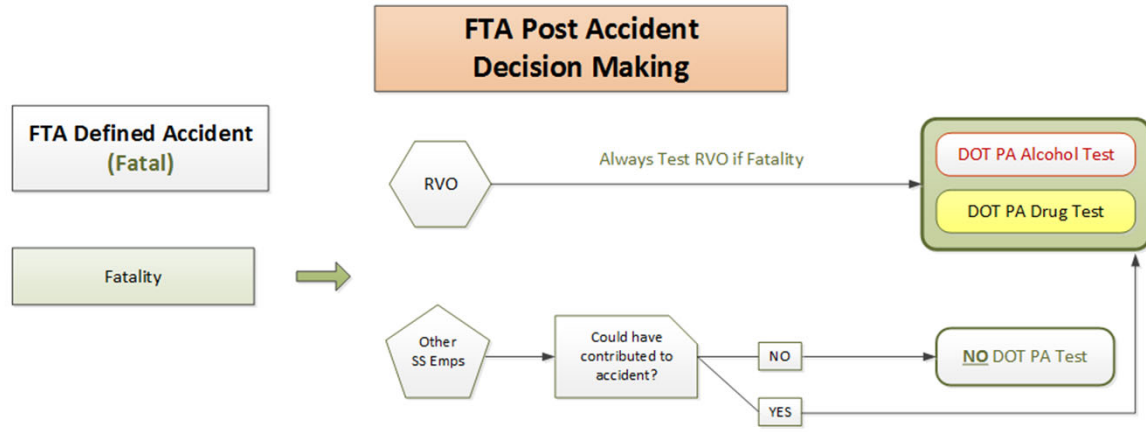 FTA Post Accident
Decision Making
FTA Defined Accident
(Fatal)
Fatality
RVO
Always Test RVO if Fatality
DOT PA Alcohol Test
DOT PA Drug Test
Other
SS Emps
Could have
contributed to
accident?
NO
NO DOT PA Test
YES